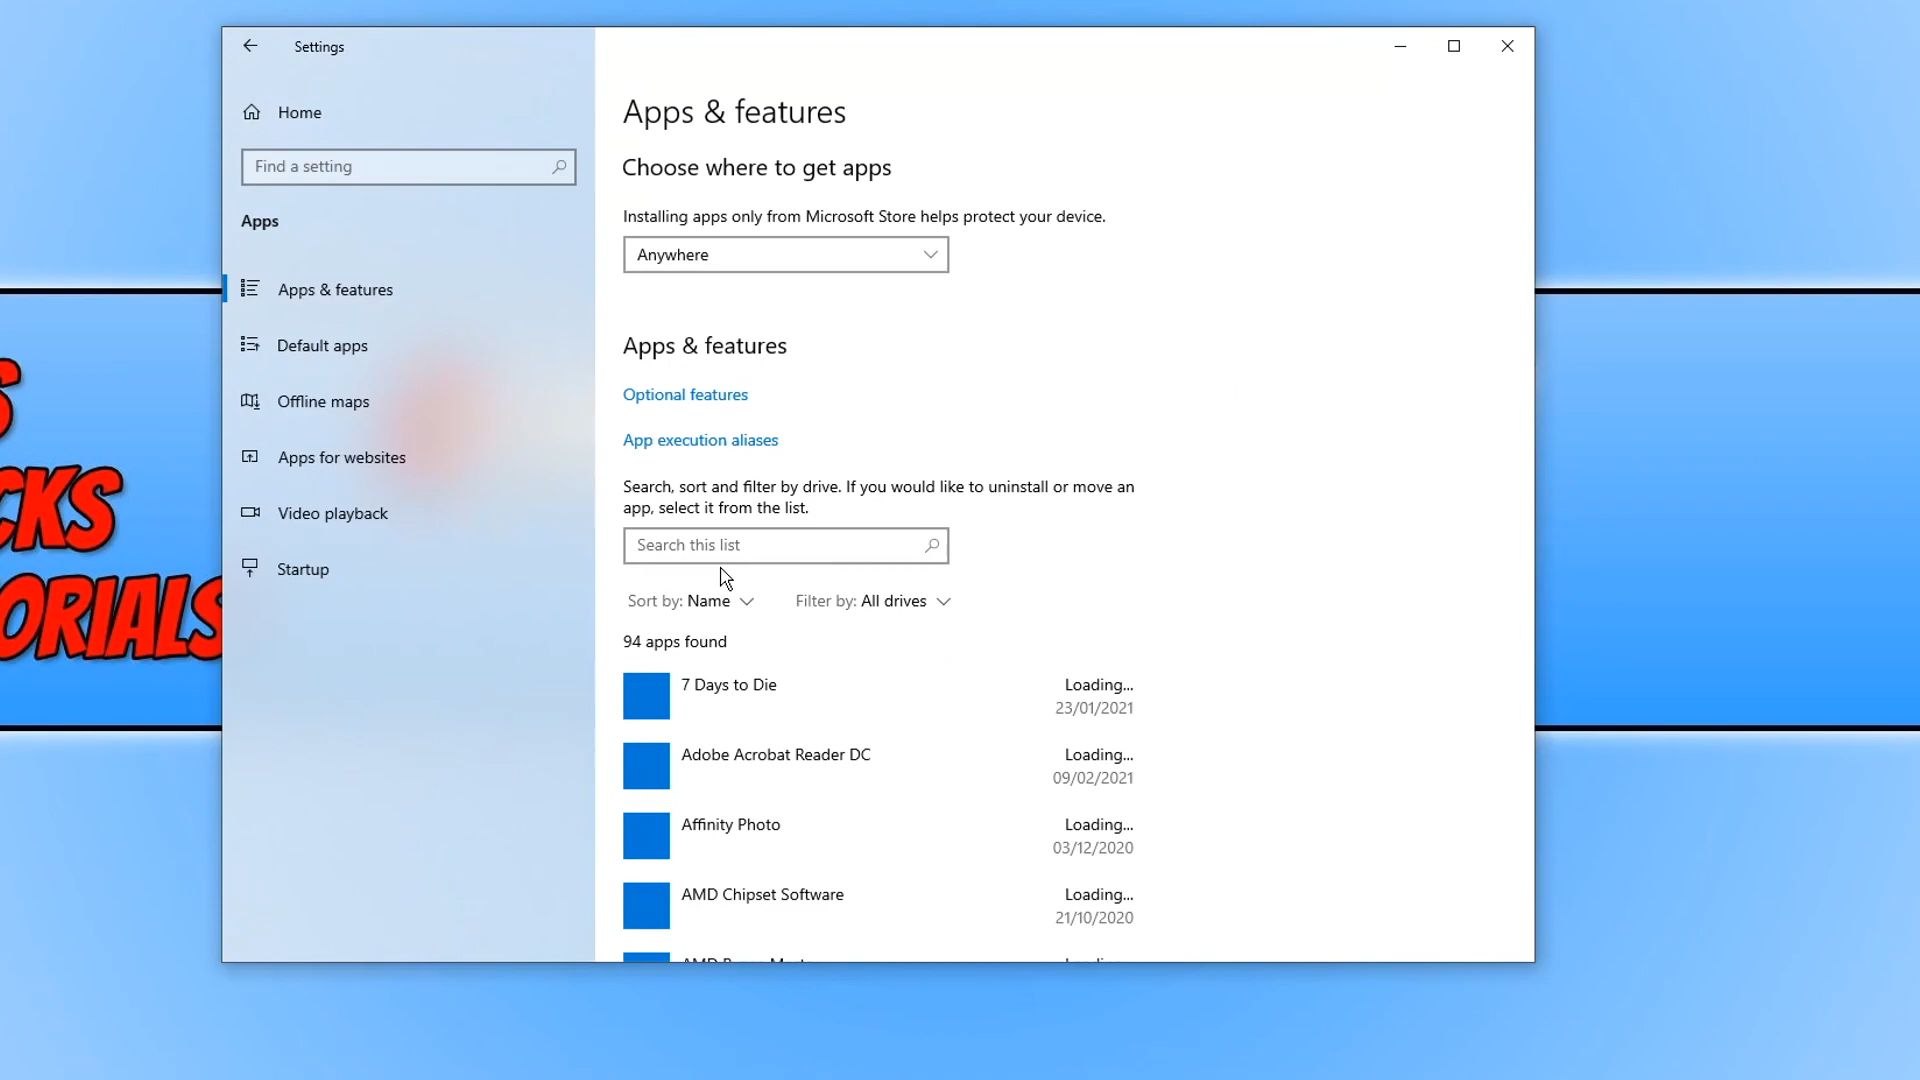 Settings
Home
Find a setting
Apps
Apps & features
Default apps
Offline maps
Apps for websites
Video playback
Startup
Apps & features
Choose where to get apps
Installing apps only from Microsoft Store helps protect your device.
Anywhere
Apps & features
Optional features
App execution aliases
Search, sort and filter by drive. If you would like to uninstall or move an
app, select it from the list.
Search this list
Sort by: Name Filter by: All drives
94 apps found
7 Days to Die Loading...
23/01/2021
Adobe Acrobat Reader DC Loading...
09/02/2021
Affinity Photo Loading...
03/12/2020
AMD Chipset Software Loading...
21/10/2020
AMD
S
CKS
ORIALS